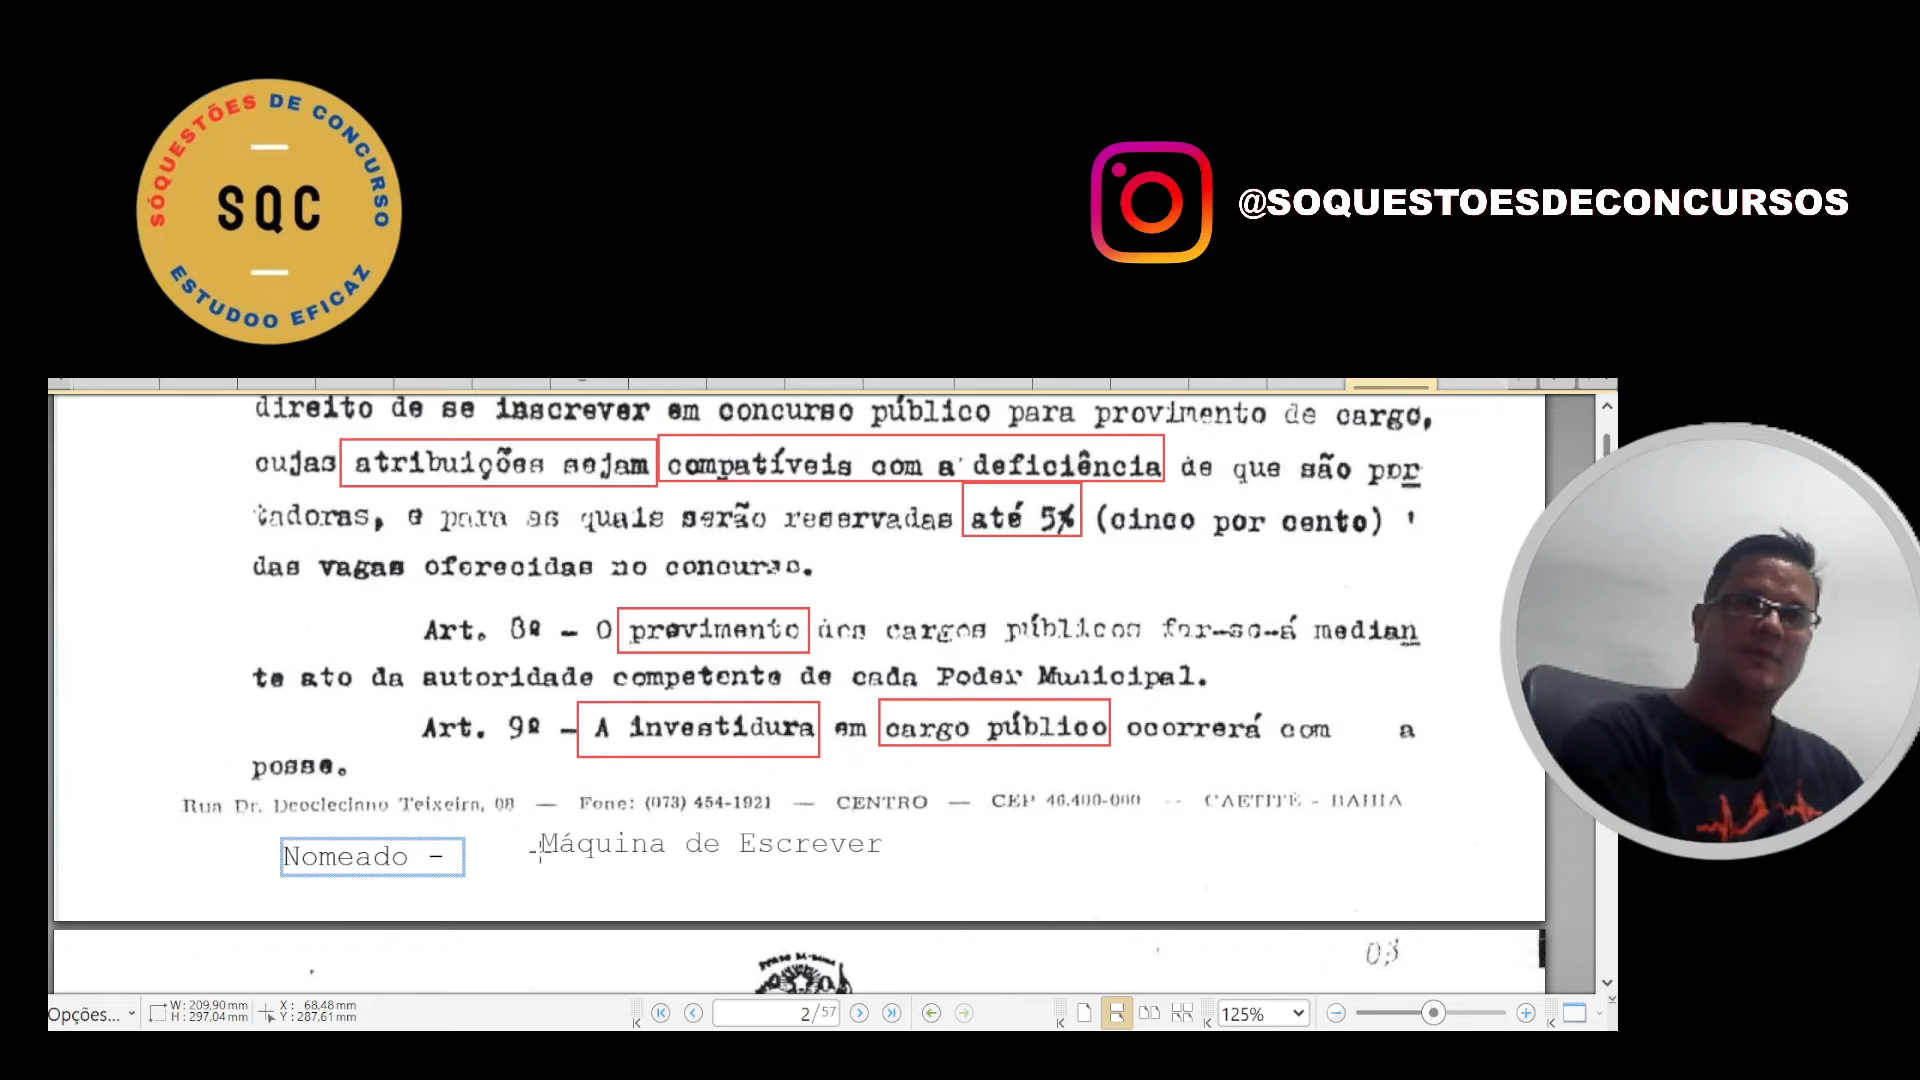 SÓQUESTÕES DE CONCURSO
SQC
ESTUDOO EFICAZ
@SOQUESTOESDECONCURSOS
direito de se inscrever em concurso público para provimento de cargo,
cujas atribuições sejam compatíveis com a deficiência de que são por
tadoras, e para as quais serão reservadas até 5% (cinco por cento) '
das vagas oferecidas no concurso.
Art. 8º - O provimento dos cargos públicos far-se-á median
te ato da autoridade competente de cada Poder Municipal.
Art. 9º - A investidura em cargo público ocorrerá com a
posse.
Rua Dr. Deoclecinno Teixeira, 08 — Fone: (073) 454-1921 — CENTRO — CEP 46.400-000 -- CAETITÉ - BAHIA
Nomeado -
Máquina de Escrever
03
Opções...
W: 209,90 mm
H: 297,04 mm
X: 68,48 mm
Y: 287,61 mm
2/57
125%